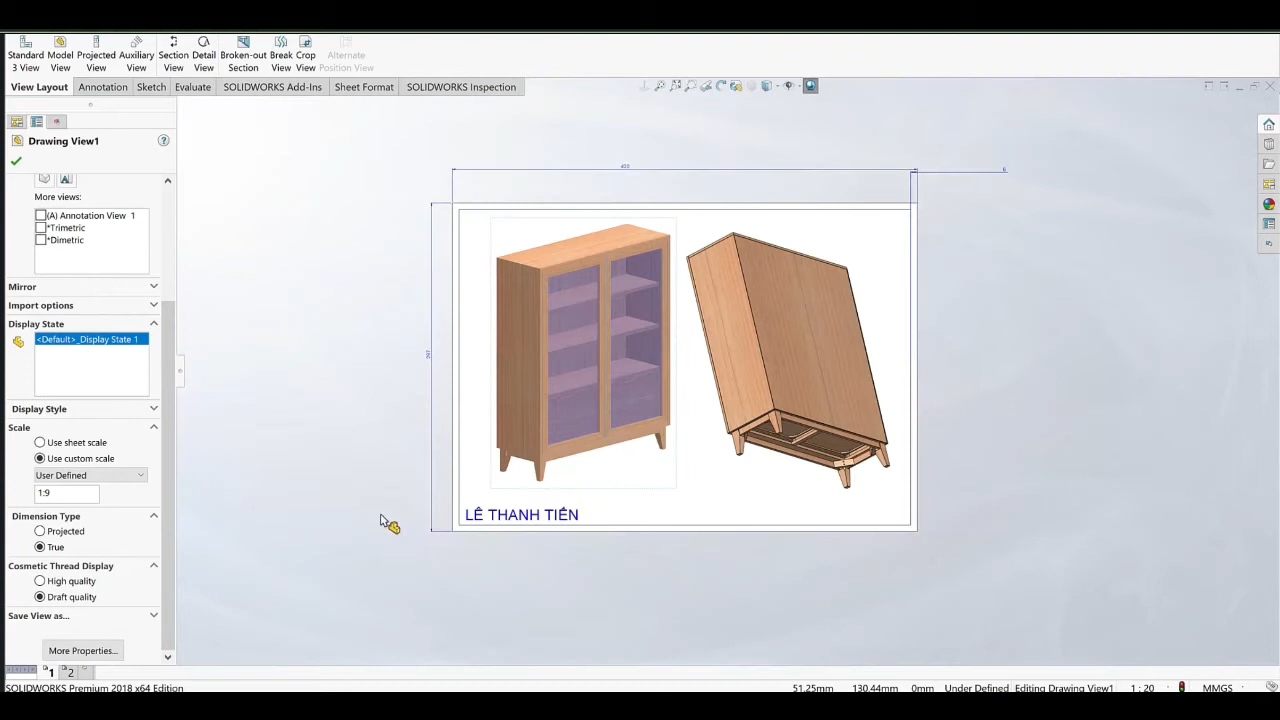 Standard
3 View
Model
View
Projected
View
Auxiliary
View
Section
View
Detail
View
Broken-out
Section
Break
View
Crop
View
Alternate
Position View
View Layout
Annotation
Sketch
Evaluate
SOLIDWORKS Add-Ins
Sheet Format
SOLIDWORKS Inspection
Drawing View1
More views:
(A) Annotation View 1
*Trimetric
*Dimetric
Mirror
Import options
Display State
<Default>_Display State 1
Display Style
Scale
Use sheet scale
Use custom scale
User Defined
1:9
Dimension Type
Projected
True
Cosmetic Thread Display
High quality
Draft quality
Save View as...
More Properties...
420
6
297
LÊ THANH TIẾN
1
2
SOLIDWORKS Premium 2018 x64 Edition
51.25mm
130.44mm
0mm
Under Defined
Editing Drawing View1
1 : 20
MMGS